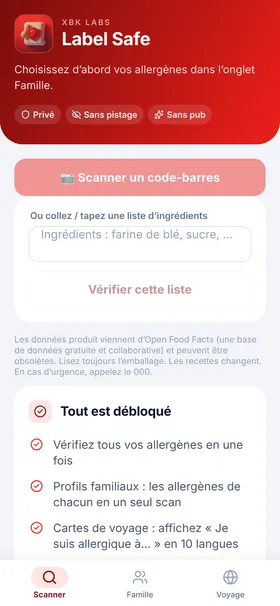 XBK LABS
Label Safe
Choisissez d'abord vos allergènes dans l'onglet
Famille.
Privé
Sans pistage
Sans pub
📷 Scanner un code-barres
Ou collez / tapez une liste d'ingrédients
Ingrédients : farine de blé, sucre, ...
Vérifier cette liste
Les données produit viennent d'Open Food Facts (une base
de données gratuite et collaborative) et peuvent être
obsolètes. Lisez toujours l'emballage. Les recettes changent.
En cas d'urgence, appelez le 000.
Tout est débloqué
Vérifiez tous vos allergènes en une
fois
Profils familiaux : les allergènes de
chacun en un seul scan
Cartes de voyage : affichez « Je
suis allergique à... » en 10 langues
Scanner
Famille
Voyage